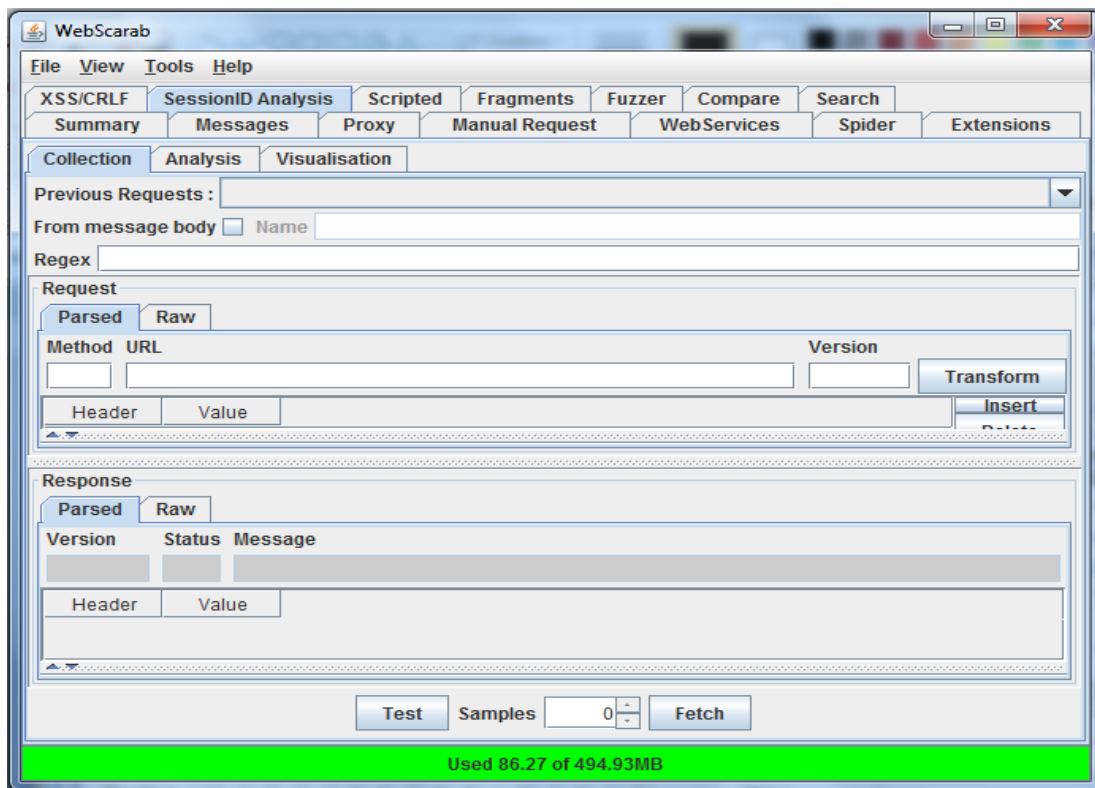 WebScarab
File View Tools Help
XSS/CRLF SessionID Analysis Scripted Fragments Fuzzer Compare Search
Summary Messages Proxy Manual Request WebServices Spider Extensions
Collection Analysis Visualisation
Previous Requests :
From message body Name
Regex
Request
Parsed Raw
Method URL Version
Transform
Header Value Insert
Delete
Response
Parsed Raw
Version Status Message
Header Value
Test Samples 0 Fetch
Used 86.27 of 494.93MB